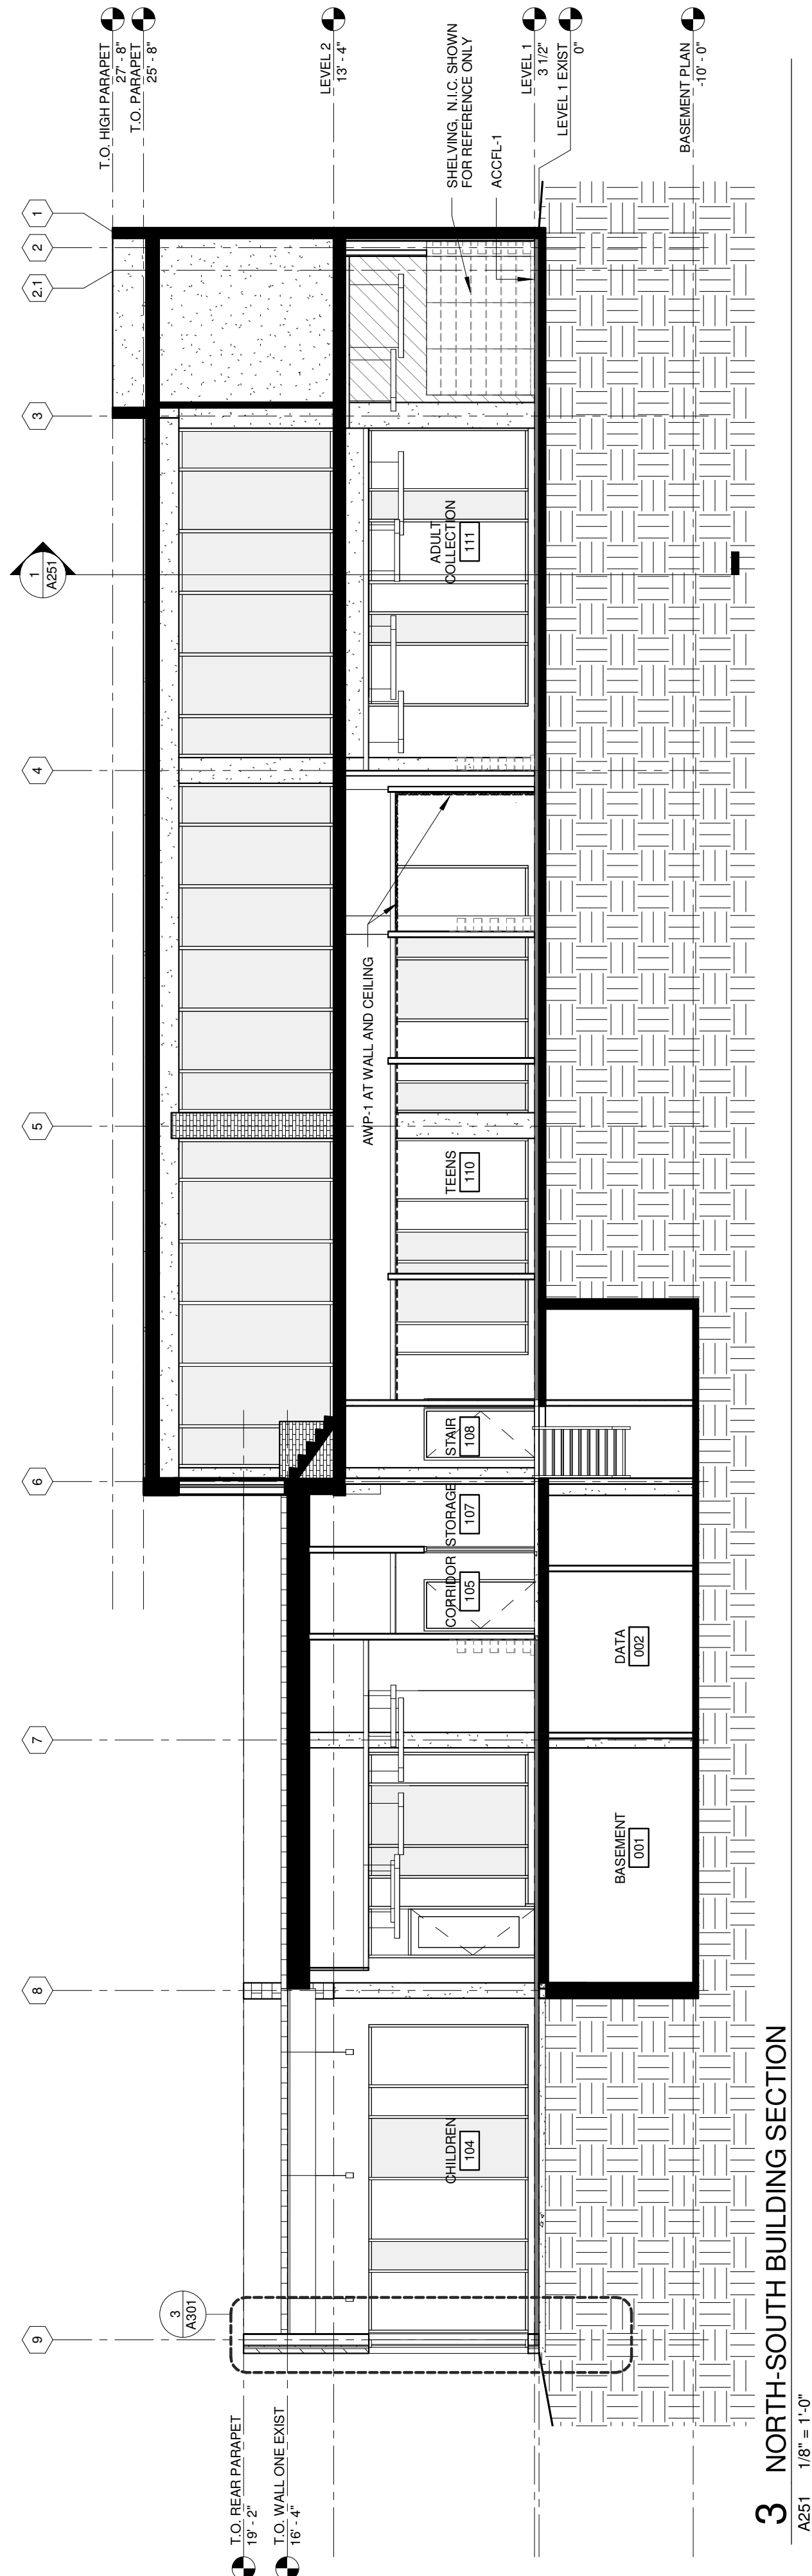 9
8
7
6
5
4
3
2.1
2
1
3
A301
1
A251
T.O. HIGH PARAPET
27' - 8"
T.O. PARAPET
25' - 8"
LEVEL 2
13' - 4"
SHELVING, N.I.C. SHOWN
FOR REFERENCE ONLY
ACCFL-1
LEVEL 1
3 1/2"
LEVEL 1 EXIST
0"
BASEMENT PLAN
-10' - 0"
T.O. REAR PARAPET
19' - 2"
T.O. WALL ONE EXIST
16' - 4"
AWP-1 AT WALL AND CEILING
CHILDREN
104
CORRIDOR
105
STORAGE
107
STAIR
108
TEENS
110
ADULT
COLLECTION
111
BASEMENT
001
DATA
002
3 NORTH-SOUTH BUILDING SECTION
A251 1/8" = 1'-0"